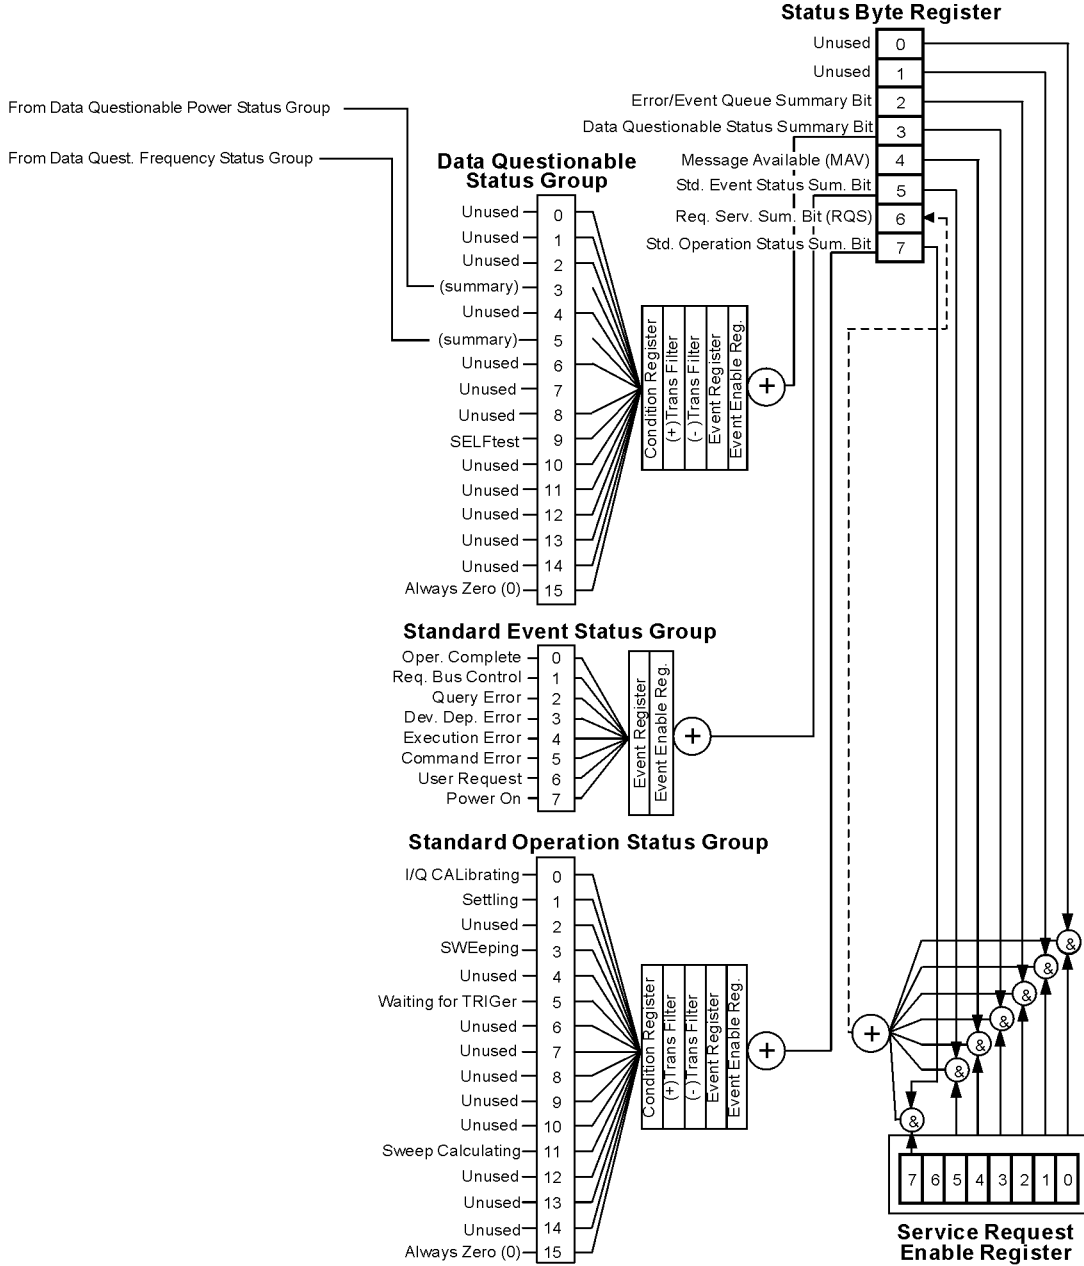 Status Byte Register
Unused 0
Unused 1
Error/Event Queue Summary Bit 2
Data Questionable Status Summary Bit 3
Message Available (MAV) 4
Std. Event Status Sum. Bit 5
Req. Serv. Sum. Bit (RQS) 6
Std. Operation Status Sum. Bit 7
From Data Questionable Power Status Group
From Data Quest. Frequency Status Group
Data Questionable
Status Group
Unused 0
Unused 1
Unused 2
(summary) 3
Unused 4
(summary) 5
Unused 6
Unused 7
Unused 8
SELFtest 9
Unused 10
Unused 11
Unused 12
Unused 13
Unused 14
Always Zero (0) 15
Condition Register
(+)Trans Filter
(-)Trans Filter
Event Register
Event Enable Reg.
+
Standard Event Status Group
Oper. Complete 0
Req. Bus Control 1
Query Error 2
Dev. Dep. Error 3
Execution Error 4
Command Error 5
User Request 6
Power On 7
Event Register
Event Enable Reg.
+
Standard Operation Status Group
I/Q CALibrating 0
Settling 1
Unused 2
SWEeping 3
Unused 4
Waiting for TRIGer 5
Unused 6
Unused 7
Unused 8
Unused 9
Unused 10
Sweep Calculating 11
Unused 12
Unused 13
Unused 14
Always Zero (0) 15
Condition Register
(+)Trans Filter
(-)Trans Filter
Event Register
Event Enable Reg.
+
+
&
&
&
&
&
&
&
7 6 5 4 3 2 1 0
Service Request
Enable Register